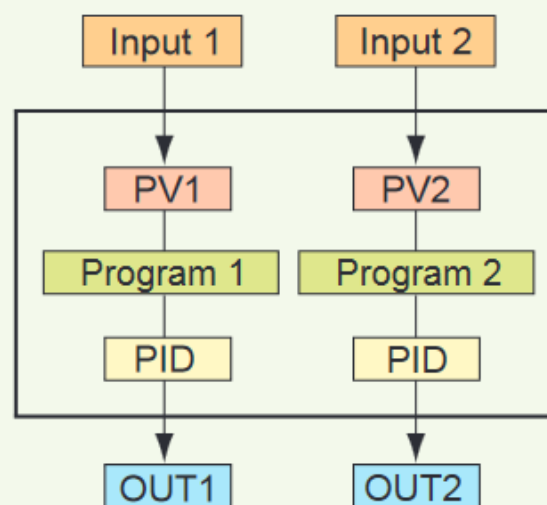 Input 1 Input 2
PV1 PV2
Program 1 Program 2
PID PID
OUT1 OUT2